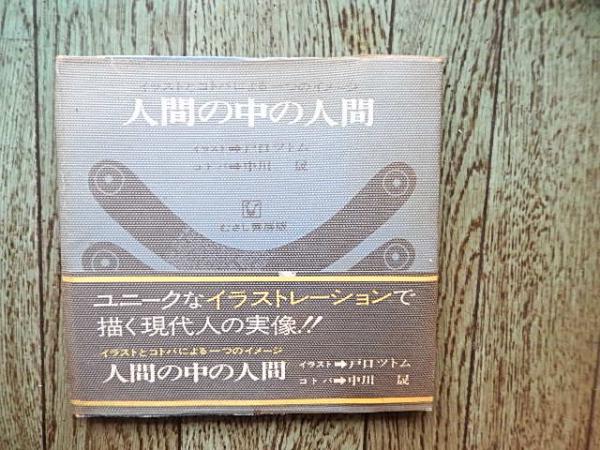 イラストとコトバによる一つのイメージ
人間の中の人間
イラスト➡戸口ツトム
コトバ➡中川 晟
むさし書房版
ユニークなイラストレーションで
描く現代人の実像!!
イラストとコトバによる一つのイメージ
人間の中の人間
イラスト➡戸口ツトム
コトバ➡中川 晟